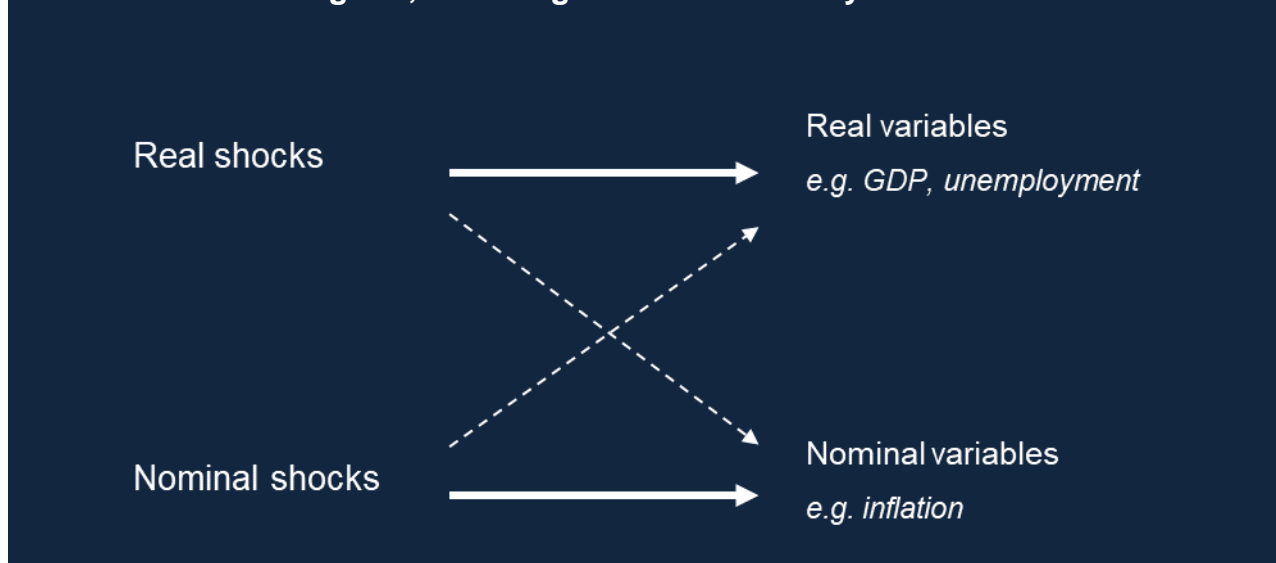 Real shocks
Real variables
e.g. GDP, unemployment
Nominal shocks
Nominal variables
e.g. inflation